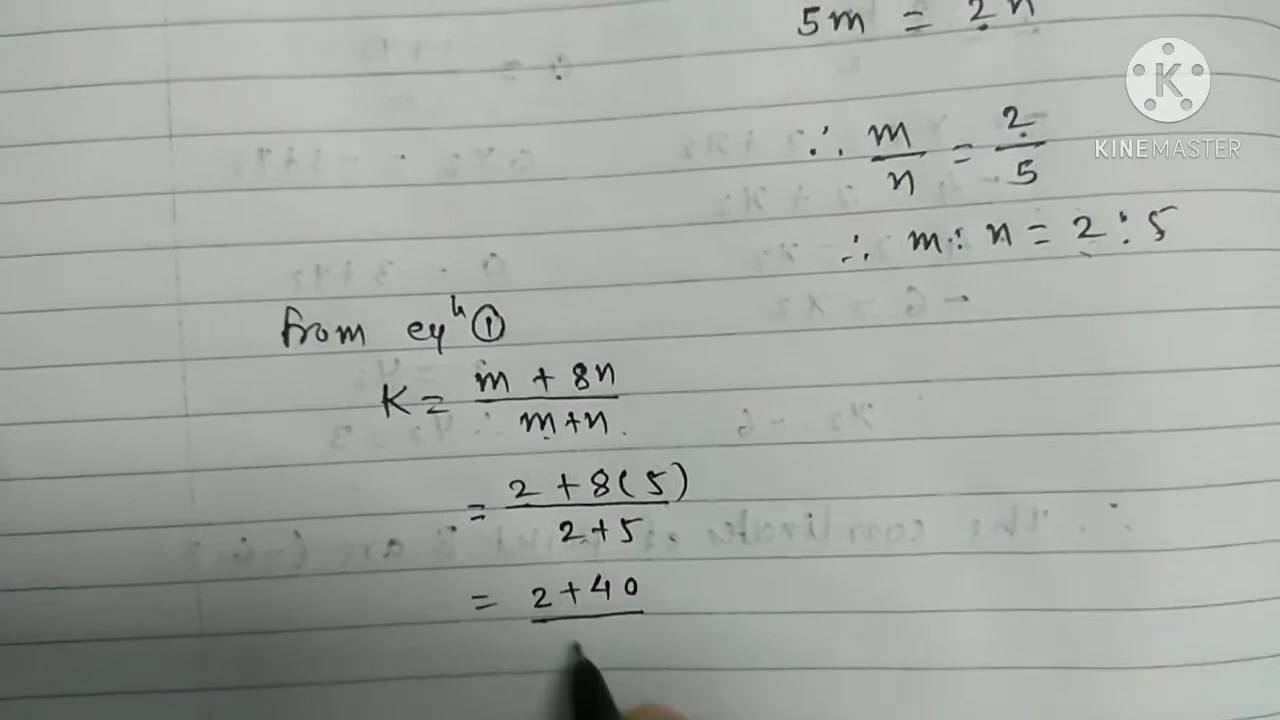 5m = 2n
∴ m/n = 2/5
∴ m : n = 2 : 5
from eqⁿ ①
K = (m + 8n)/(m+n)
= (2 + 8(5))/(2+5)
= 2+40
KINEMASTER